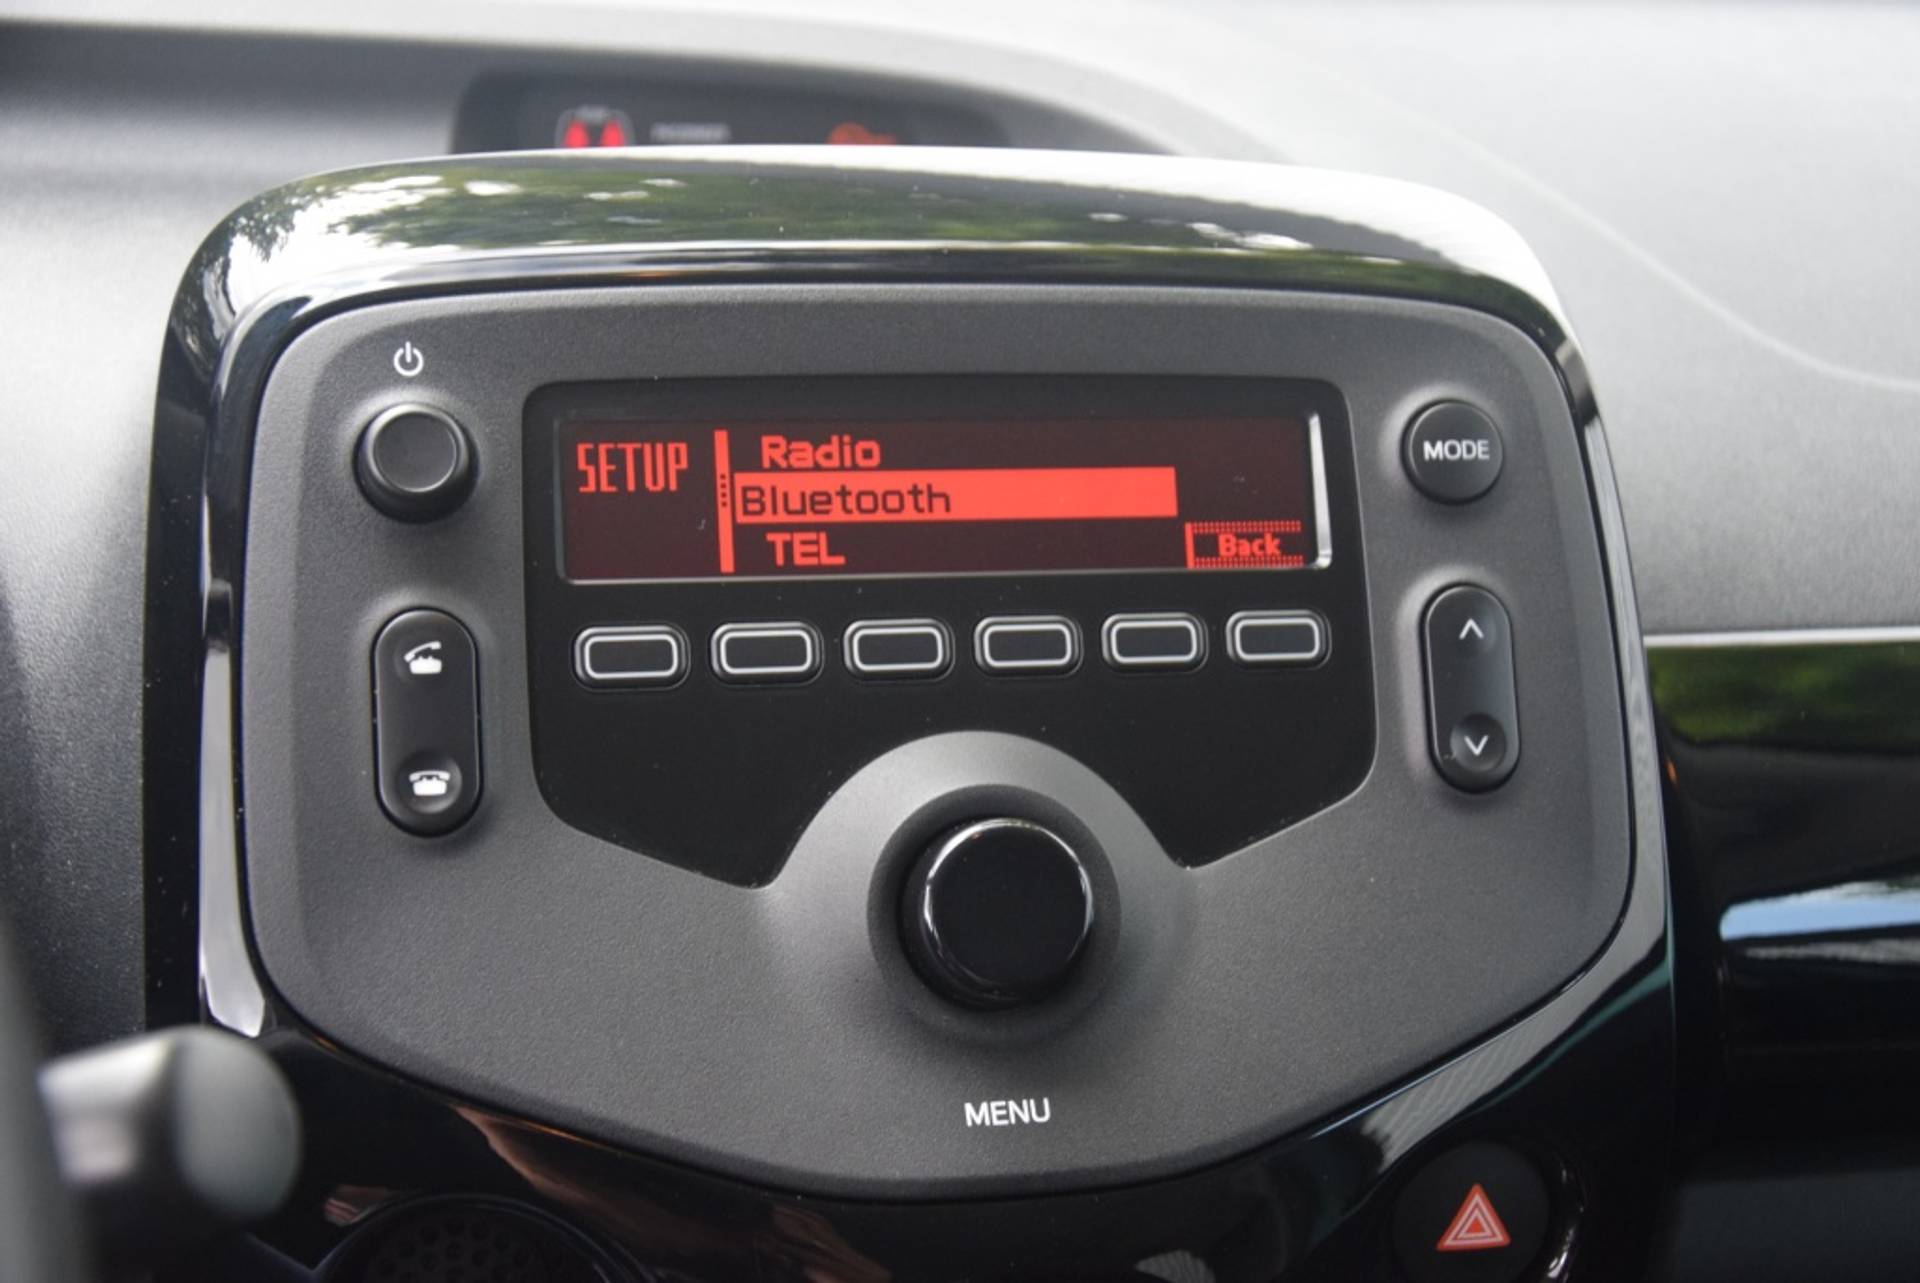 SETUP
Radio
Bluetooth
TEL
Back
MODE
MENU